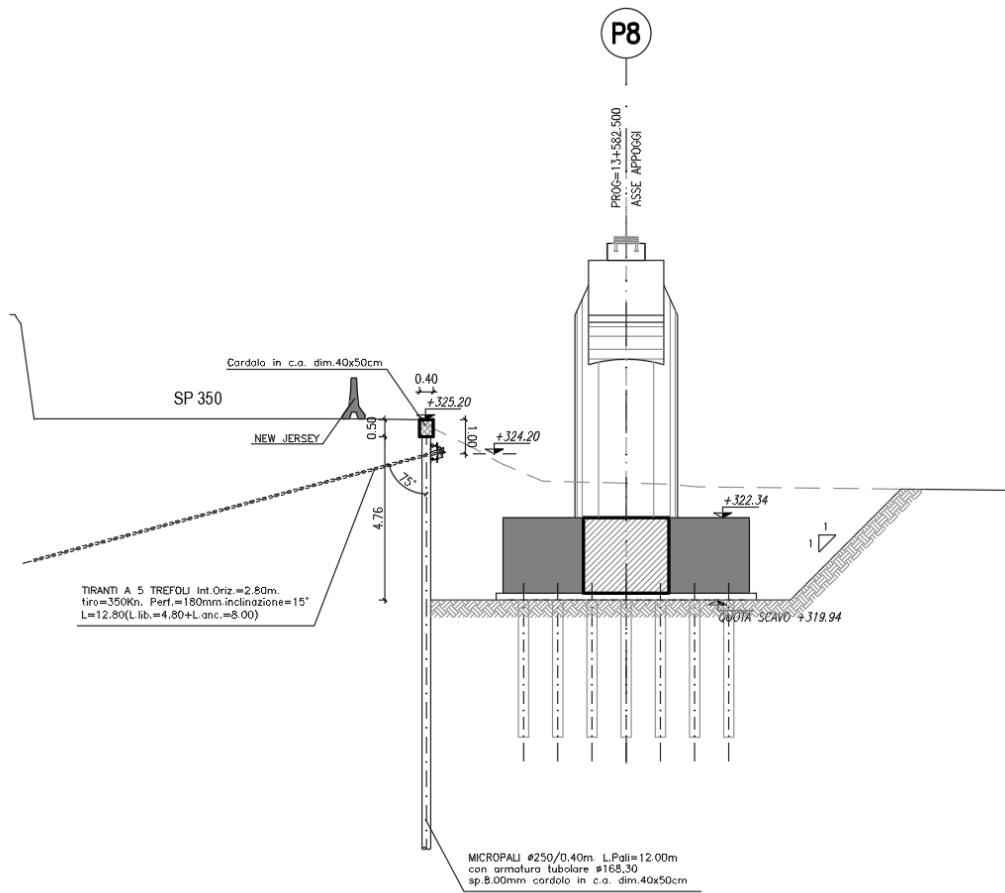 P8
PROG=13+582.500
ASSE APPOGGI
Cordolo in c.a. dim.40x50cm
0.40
SP 350
+325.20
NEW JERSEY
0.50
1.00
+324.20
75°
4.76
+322.34
1
1
TIRANTI A 5 TREFOLI Int.Oriz.=2.80m.
tiro=350Kn. Perf.=180mm.inclinazione=15°
L=12.80(L.lib.=4.80+L.anc.=8.00)
QUOTA SCAVO +319.94
MICROPALI ø250/0.40m. L.Pali=12.00m
con armatura tubolare ø168,30
sp.8.00mm cordolo in c.a. dim.40x50cm